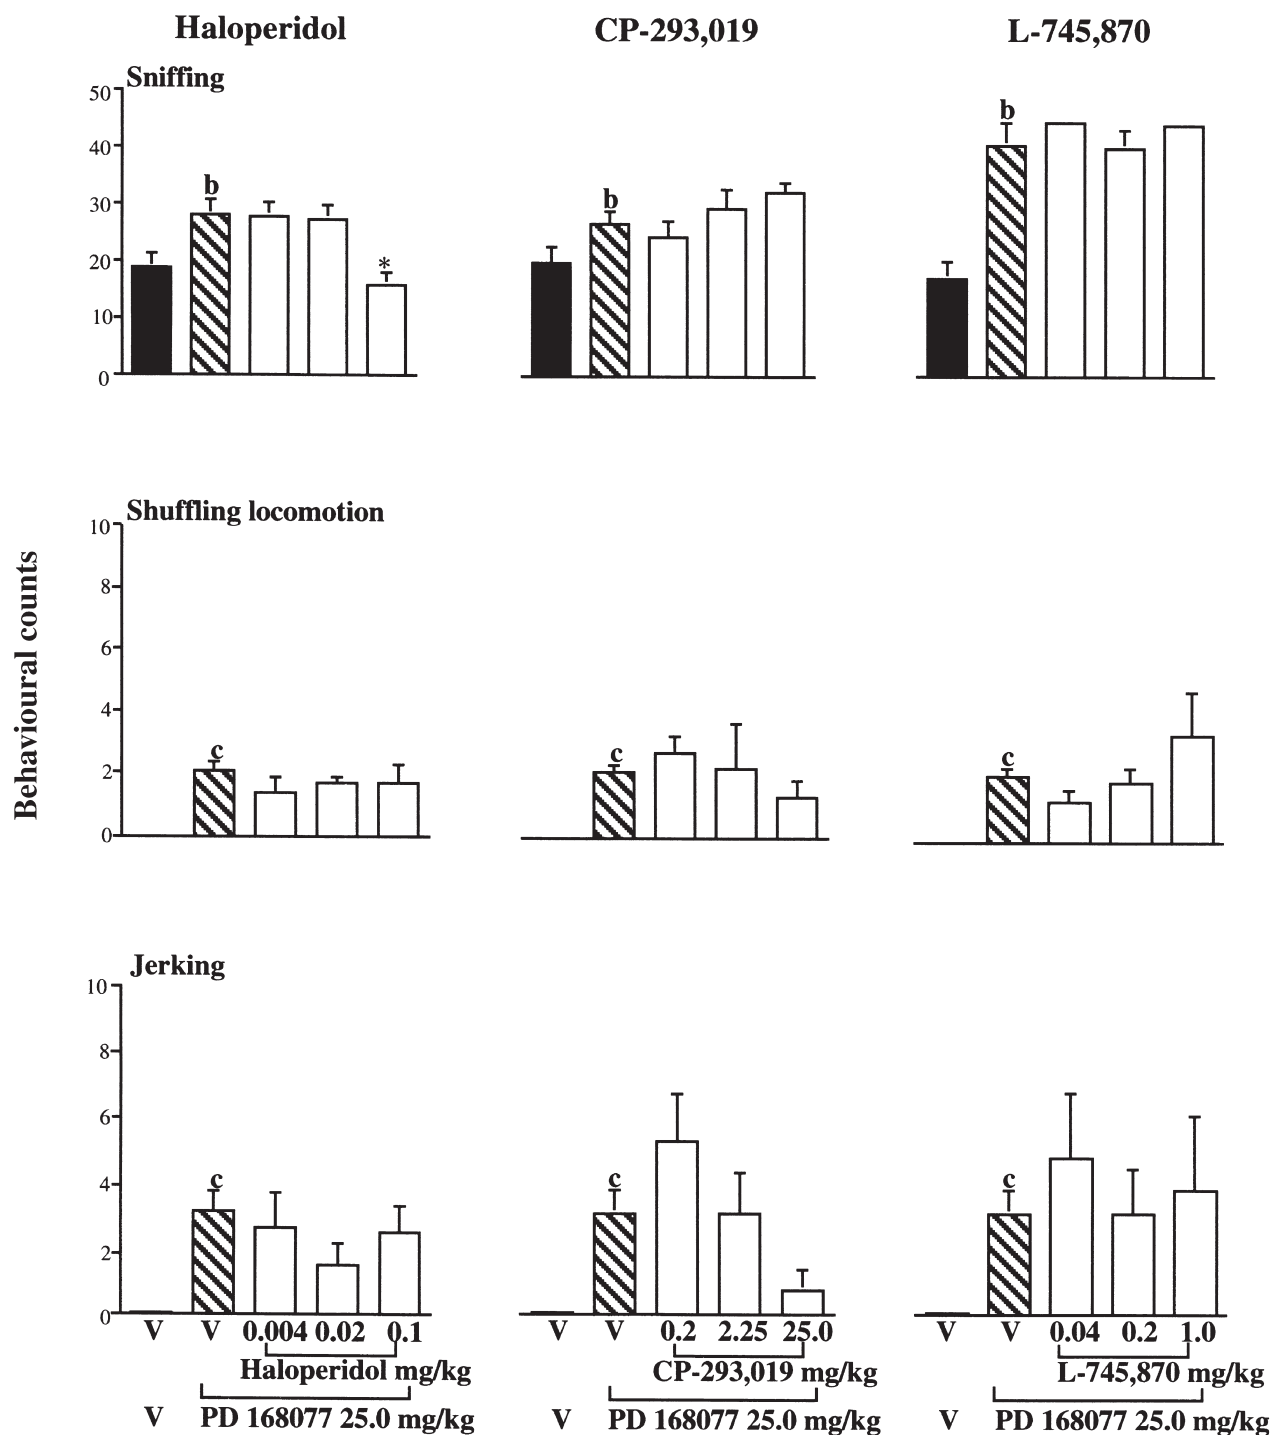 Haloperidol CP-293,019 L-745,870
Sniffing
50
40
30
20
10
0
b
*
b
b
Behavioural counts
Shuffling locomotion
10
8
6
4
2
0
c
c
c
Jerking
10
8
6
4
2
0
c
c
c
V V 0.004 0.02 0.1 V V 0.2 2.25 25.0 V V 0.04 0.2 1.0
Haloperidol mg/kg CP-293,019 mg/kg L-745,870 mg/kg
V PD 168077 25.0 mg/kg V PD 168077 25.0 mg/kg V PD 168077 25.0 mg/kg